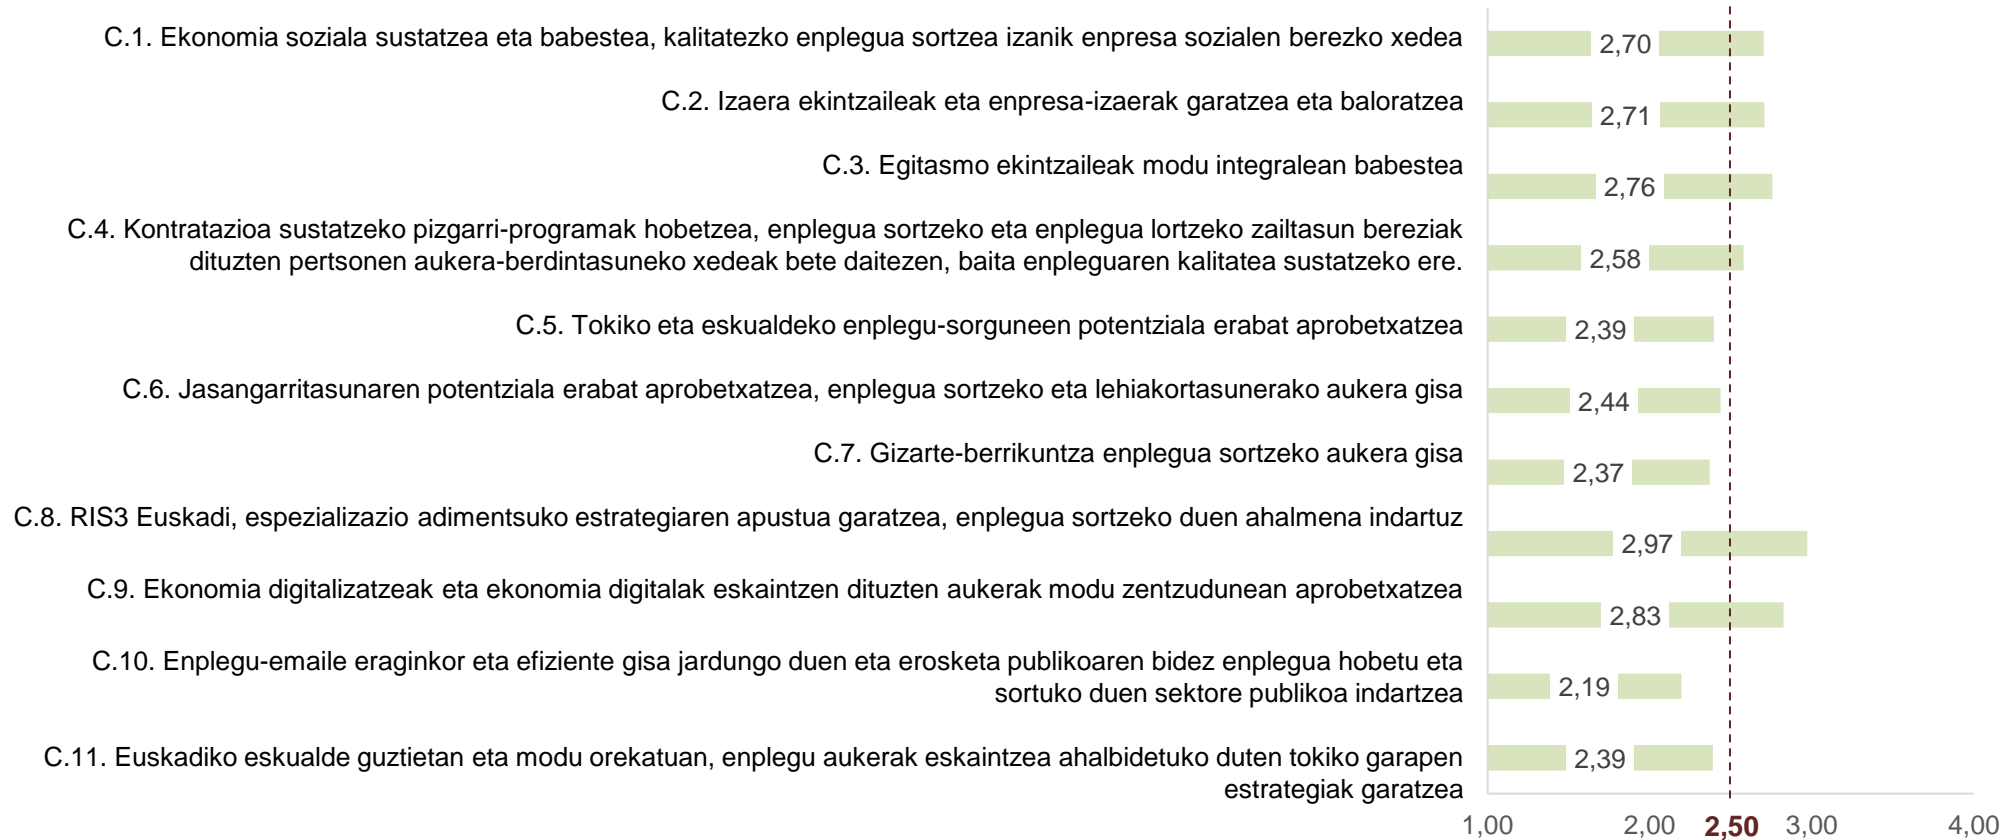 C.1. Ekonomia soziala sustatzea eta babestea, kalitatezko enplegua sortzea izanik enpresa sozialen berezko xedea
2,70
C.2. Izaera ekintzaileak eta enpresa-izaerak garatzea eta baloratzea
2,71
C.3. Egitasmo ekintzaileak modu integralean babestea
2,76
C.4. Kontratazioa sustatzeko pizgarri-programak hobetzea, enplegua sortzeko eta enplegua lortzeko zailtasun bereziak
dituzten pertsonen aukera-berdintasuneko xedeak bete daitezen, baita enpleguaren kalitatea sustatzeko ere.
2,58
C.5. Tokiko eta eskualdeko enplegu-sorguneen potentziala erabat aprobetxatzea
2,39
C.6. Jasangarritasunaren potentziala erabat aprobetxatzea, enplegua sortzeko eta lehiakortasunerako aukera gisa
2,44
C.7. Gizarte-berrikuntza enplegua sortzeko aukera gisa
2,37
C.8. RIS3 Euskadi, espezializazio adimentsuko estrategiaren apustua garatzea, enplegua sortzeko duen ahalmena indartuz
2,97
C.9. Ekonomia digitalizatzeak eta ekonomia digitalak eskaintzen dituzten aukerak modu zentzudunean aprobetxatzea
2,83
C.10. Enplegu-emaile eraginkor eta efiziente gisa jardungo duen eta erosketa publikoaren bidez enplegua hobetu eta
sortuko duen sektore publikoa indartzea
2,19
C.11. Euskadiko eskualde guztietan eta modu orekatuan, enplegu aukerak eskaintzea ahalbidetuko duten tokiko garapen
estrategiak garatzea
2,39
1,00 2,00 2,50 3,00 4,00